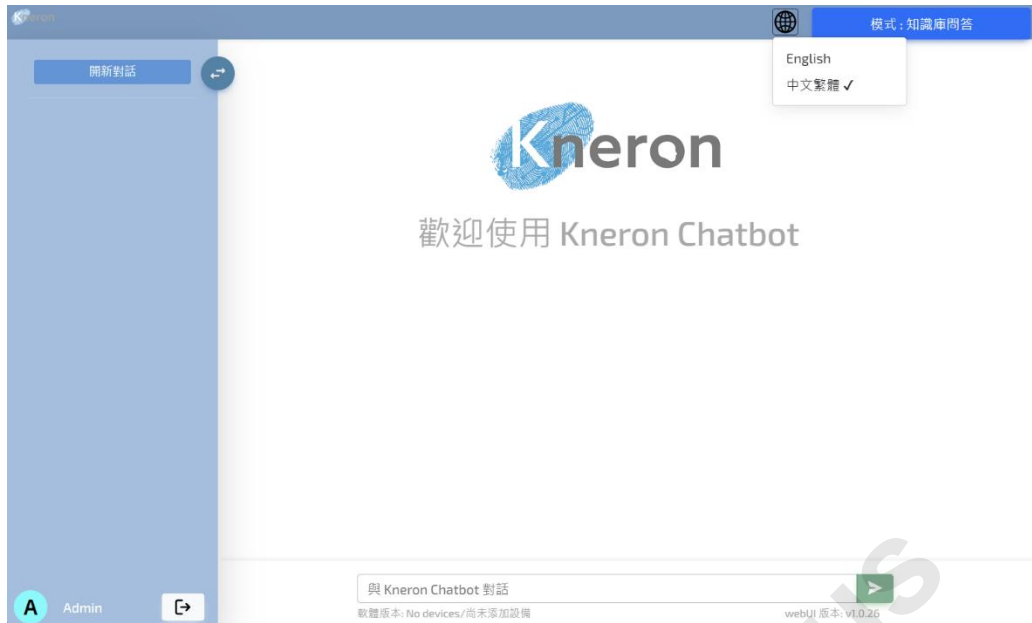 Kneron
模式 : 知識庫問答
English
中文繁體 ✓
開新對話
Kneron
歡迎使用 Kneron Chatbot
與 Kneron Chatbot 對話
軟體版本: No devices/尚未添加設備
webUI 版本: v1.0.26
A Admin